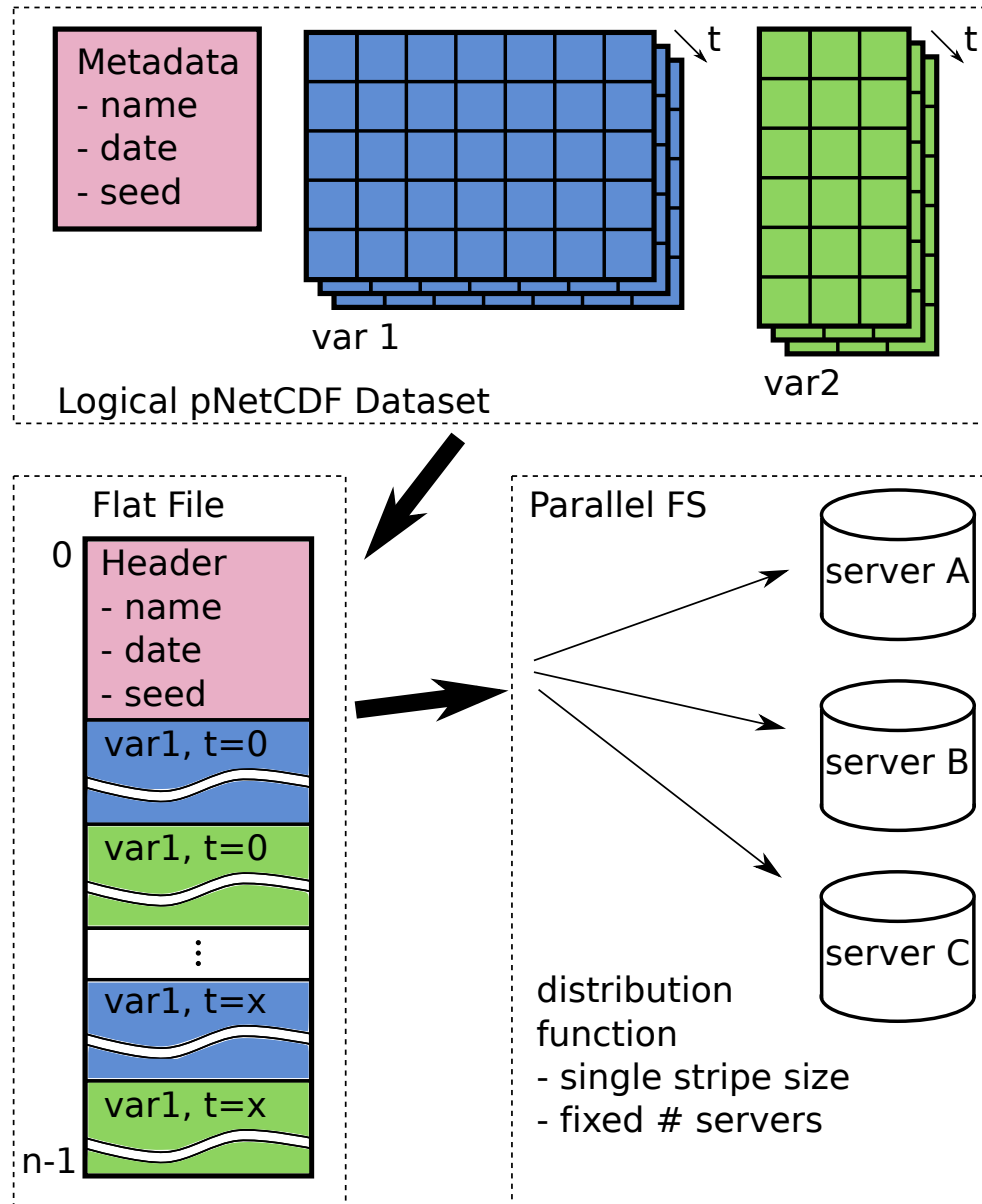 Metadata
- name
- date
- seed
t
t
var 1
var2
Logical pNetCDF Dataset
Flat File
0
Header
- name
- date
- seed
var1, t=0
var1, t=0
⋮
var1, t=x
var1, t=x
n-1
Parallel FS
server A
server B
server C
distribution
function
- single stripe size
- fixed # servers